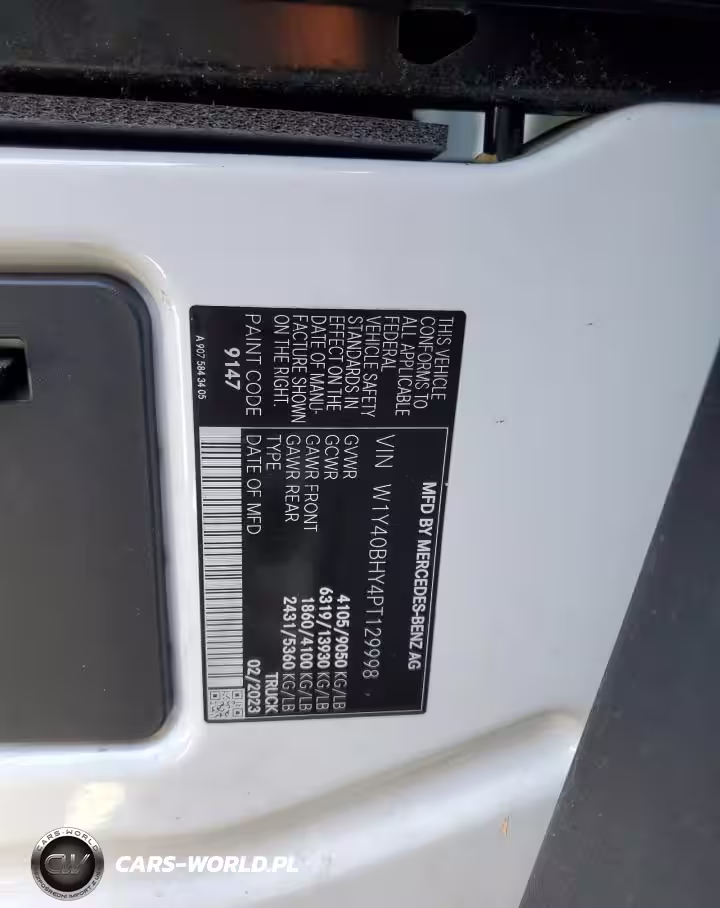 THIS VEHICLE
CONFORMS TO
ALL APPLICABLE
FEDERAL
VEHICLE SAFETY
STANDARDS IN
EFFECT ON THE
DATE OF MANU-
FACTURE SHOWN
ON THE RIGHT.
PAINT CODE
9147
A 907 584 34 05
MFD BY MERCEDES-BENZ AG
VIN W1Y40BHY4PT129998
GVWR 4105/9050 KG/LB
GCWR 6319/13930 KG/LB
GAWR FRONT 1860/4100 KG/LB
GAWR REAR 2431/5360 KG/LB
TYPE TRUCK
DATE OF MFD 02/2023
CARS-WORLD
CW
CARS-WORLD.PL